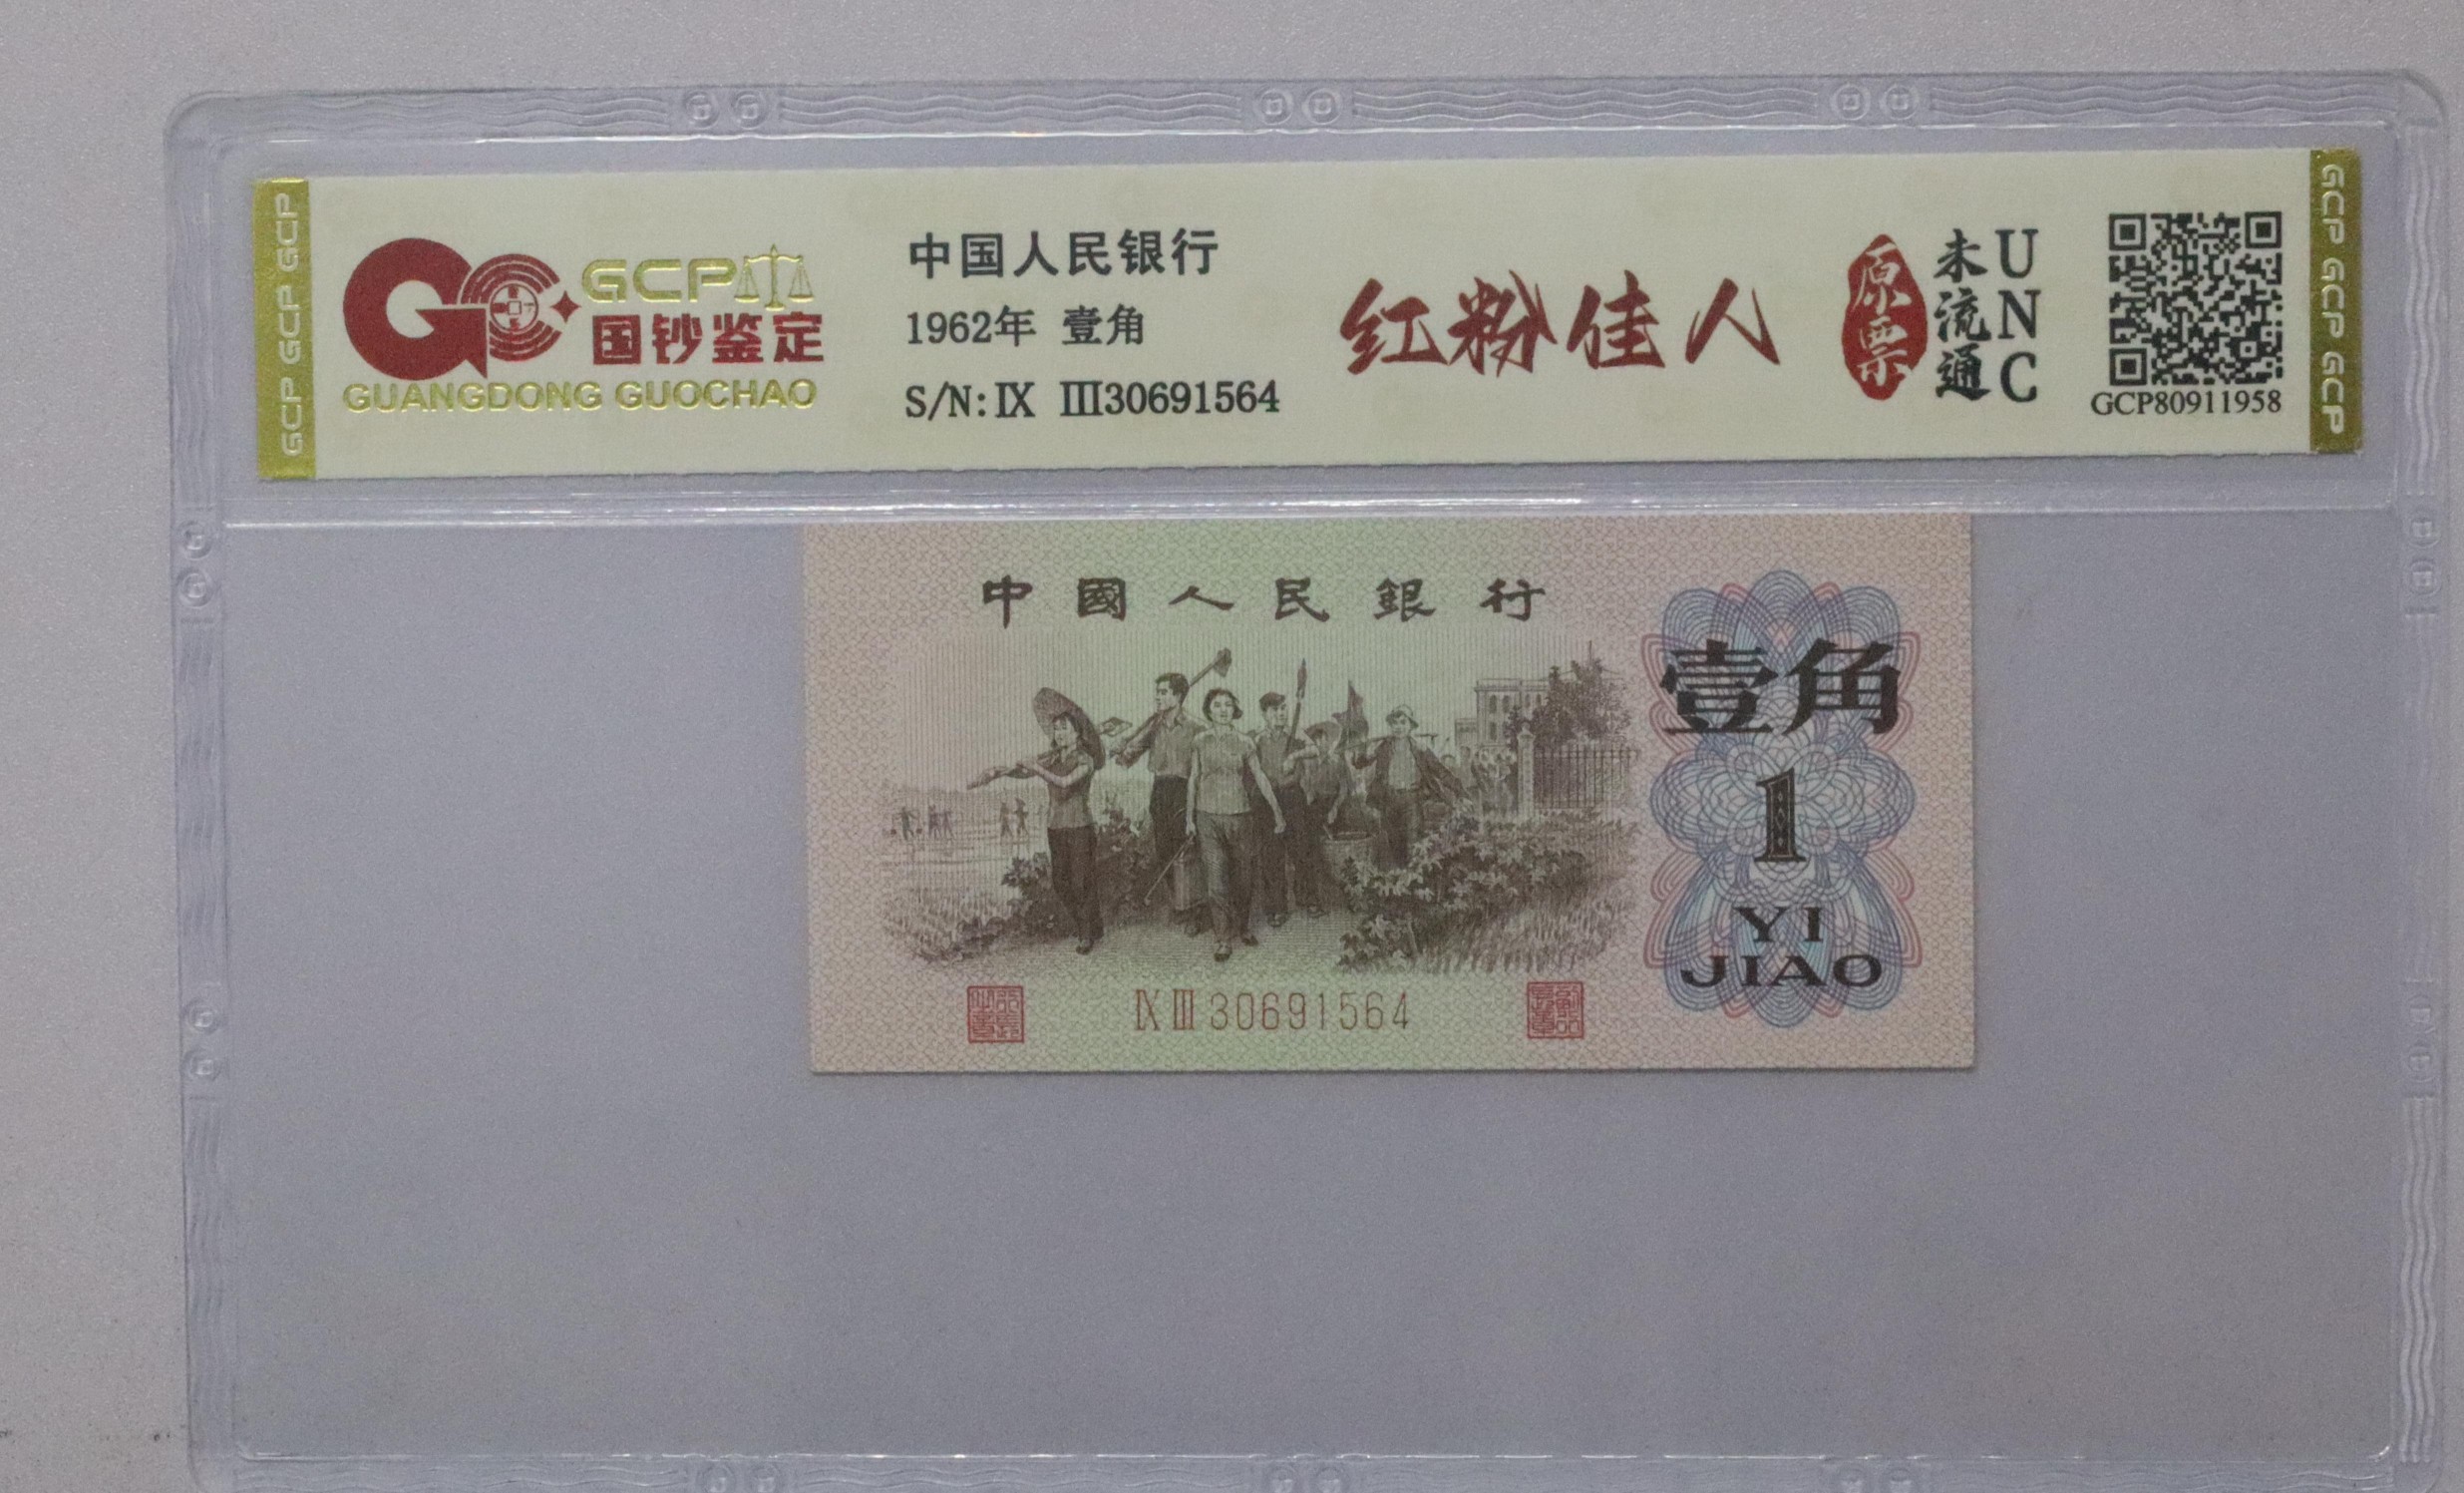 GCP GCP GCP
GCP
国钞鉴定
GUANGDONG GUOCHAO
中国人民银行
1962年 壹角
S/N: IX III30691564
红粉佳人
原票
未流通
UNC
GCP80911958
GCP GCP GCP
中國人民銀行
壹角
1
YI
JIAO
IX III 30691564